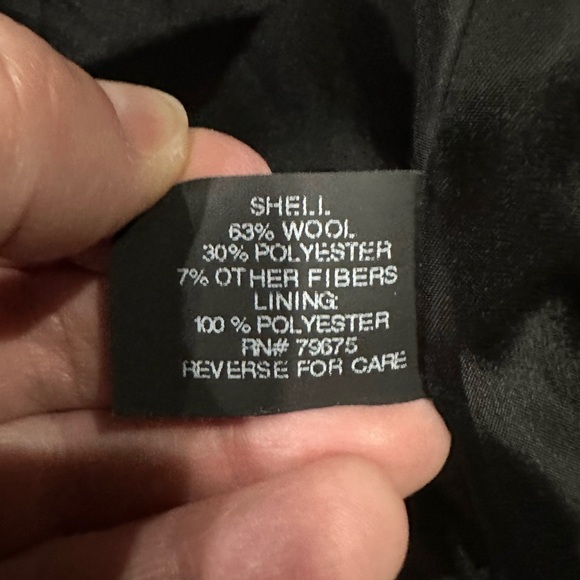 SHELL
63% WOOL
30% POLYESTER
7% OTHER FIBERS
LINING:
100 % POLYESTER
RN# 79675
REVERSE FOR CARE